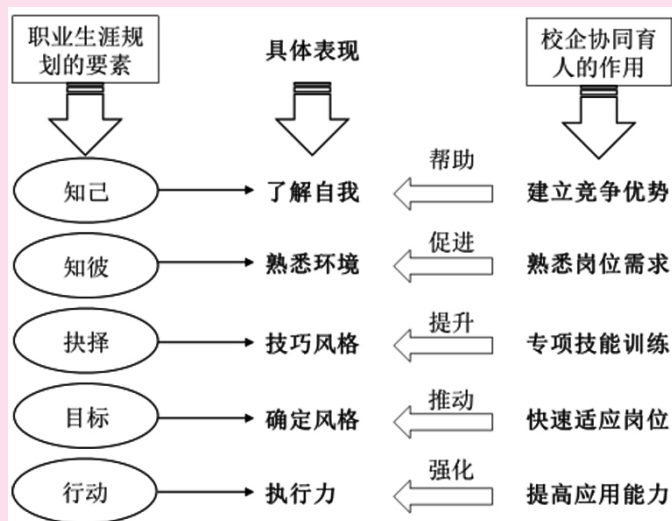 职业生涯规
划的要素
具体表现
校企协同育
人的作用
知己
了解自我
帮助
建立竞争优势
知彼
熟悉环境
促进
熟悉岗位需求
抉择
技巧风格
提升
专项技能训练
目标
确定风格
推动
快速适应岗位
行动
执行力
强化
提高应用能力